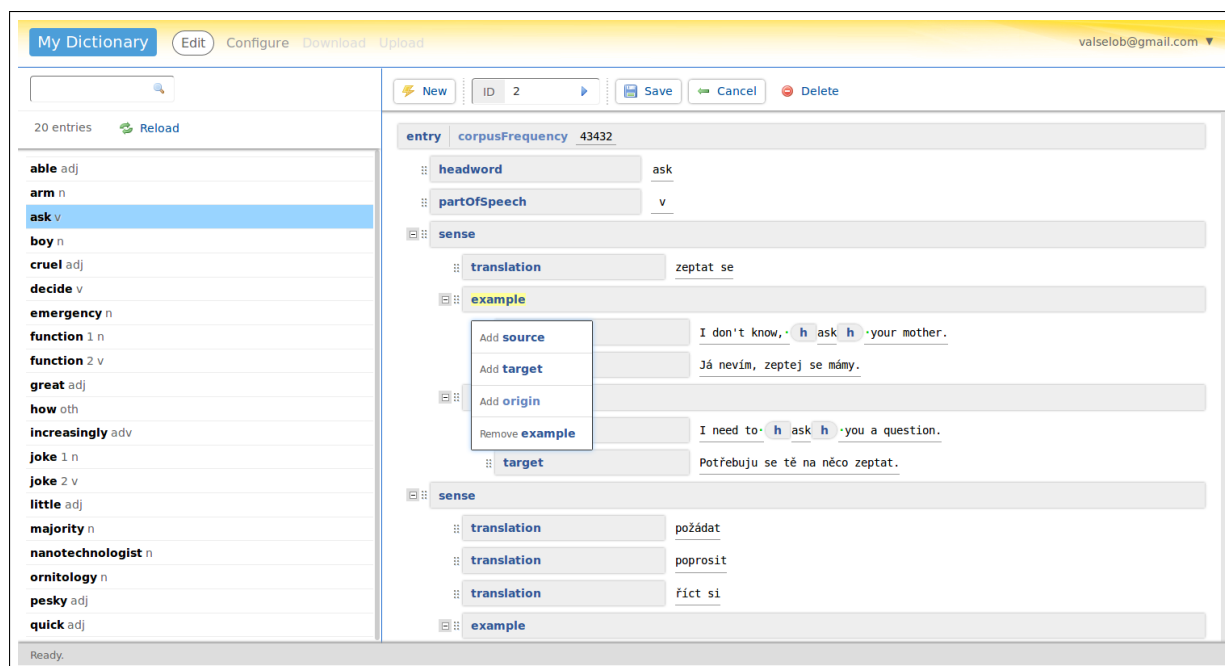 My Dictionary Edit Configure Download Upload valselob@gmail.com ▼
20 entries Reload
able adj
arm n
ask v
boy n
cruel adj
decide v
emergency n
function 1 n
function 2 v
great adj
how oth
increasingly adv
joke 1 n
joke 2 v
little adj
majority n
nanotechnologist n
ornitology n
pesky adj
quick adj
New ID 2 Save Cancel Delete
entry corpusFrequency 43432
headword ask
partOfSpeech v
sense
translation zeptat se
example
Add source
Add target
Add origin
Remove example
I don't know,· h ask h ·your mother.
Já nevím, zeptej se mámy.
I need to· h ask h ·you a question.
target Potřebuju se tě na něco zeptat.
sense
translation požádat
translation poprosit
translation říct si
example
Ready.